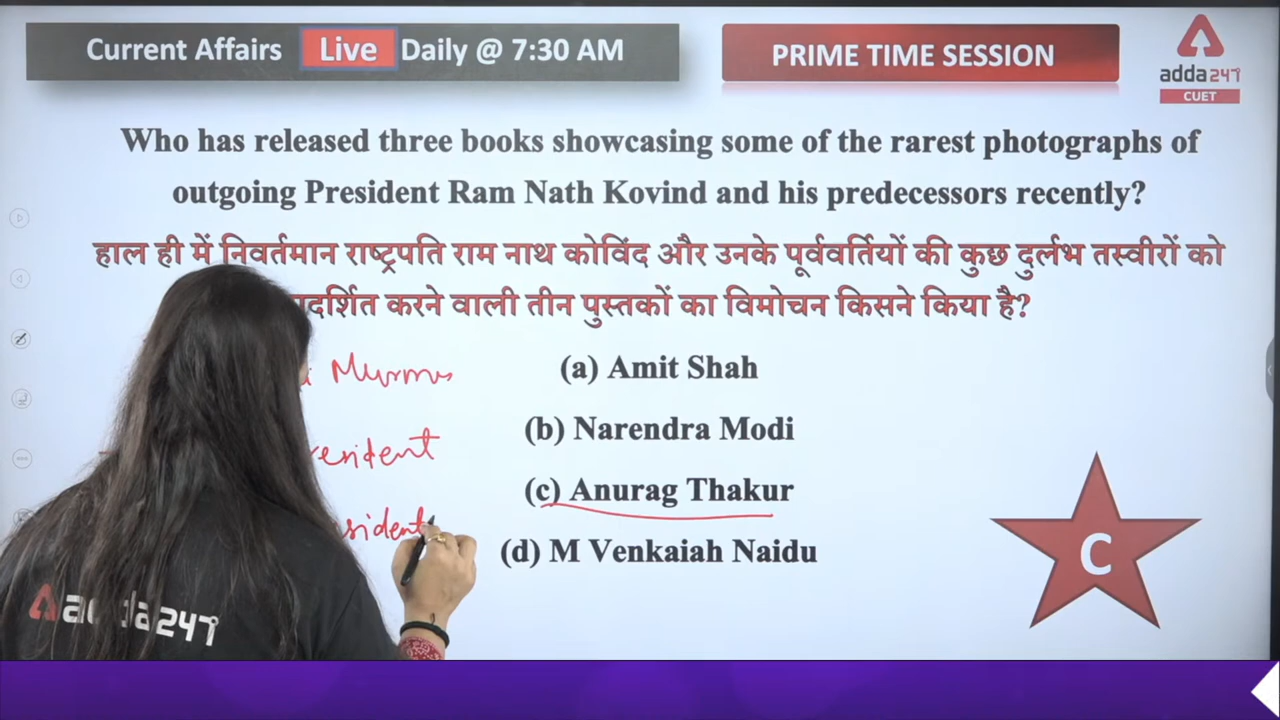 Current Affairs Live Daily @ 7:30 AM
PRIME TIME SESSION
adda247
CUET
Who has released three books showcasing some of the rarest photographs of
outgoing President Ram Nath Kovind and his predecessors recently?
हाल ही में निवर्तमान राष्ट्रपति राम नाथ कोविंद और उनके पूर्ववर्तियों की कुछ दुर्लभ तस्वीरों को
करने वाली तीन पुस्तकों का विमोचन किसने किया है?
Murmu
(a) Amit Shah
(b) Narendra Modi
(c) Anurag Thakur
(d) M Venkaiah Naidu
C
adda247